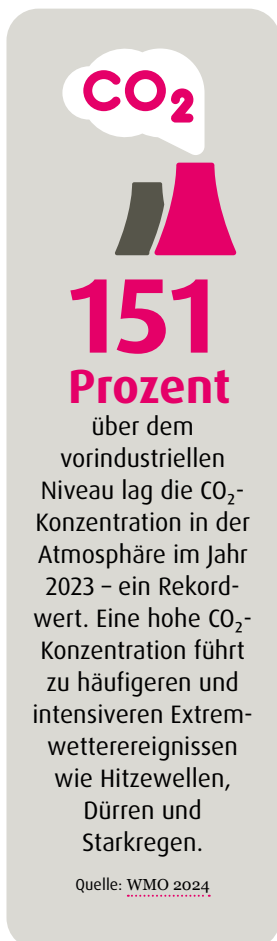 CO₂
151
Prozent
über dem
vorindustriellen
Niveau lag die CO₂-
Konzentration in der
Atmosphäre im Jahr
2023 – ein Rekord-
wert. Eine hohe CO₂-
Konzentration führt
zu häufigeren und
intensiveren Extrem-
wetterereignissen
wie Hitzewellen,
Dürren und
Starkregen.
Quelle: WMO 2024